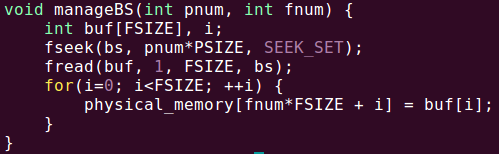 void manageBS(int pnum, int fnum) {
    int buf[FSIZE], i;
    fseek(bs, pnum*PSIZE, SEEK_SET);
    fread(buf, 1, FSIZE, bs);
    for(i=0; i<FSIZE; ++i) {
        physical_memory[fnum*FSIZE + i] = buf[i];
    }
}